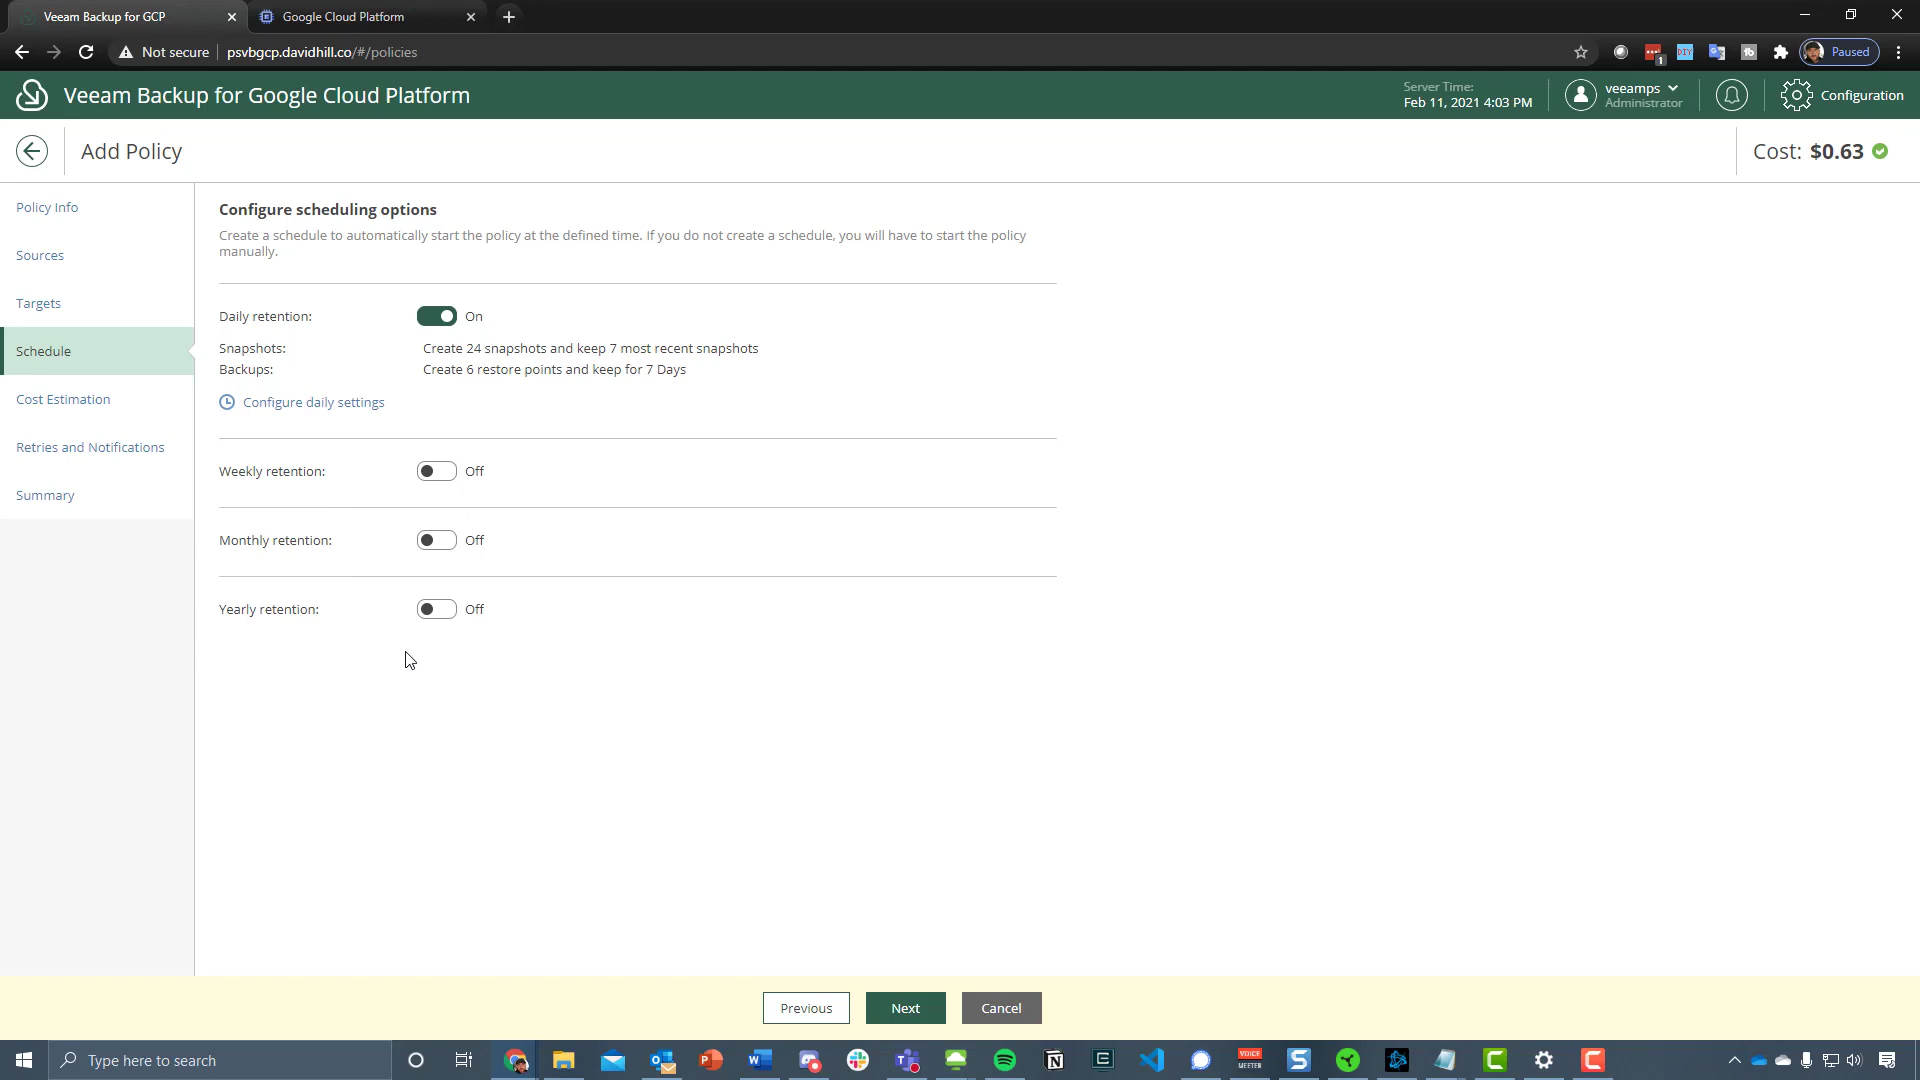 Veeam Backup for GCP
Google Cloud Platform
Not secure
psvbgcp.davidhill.co/#/policies
1
DIY
Paused
Veeam Backup for Google Cloud Platform
Server Time:
Feb 11, 2021 4:03 PM
veeamps
Administrator
Configuration
Add Policy
Cost: $0.63
Policy Info
Sources
Targets
Schedule
Cost Estimation
Retries and Notifications
Summary
Configure scheduling options
Create a schedule to automatically start the policy at the defined time. If you do not create a schedule, you will have to start the policy
manually.
Daily retention: On
Snapshots: Create 24 snapshots and keep 7 most recent snapshots
Backups: Create 6 restore points and keep for 7 Days
Configure daily settings
Weekly retention: Off
Monthly retention: Off
Yearly retention: Off
Previous
Next
Cancel
Type here to search
VOICE
MEETER